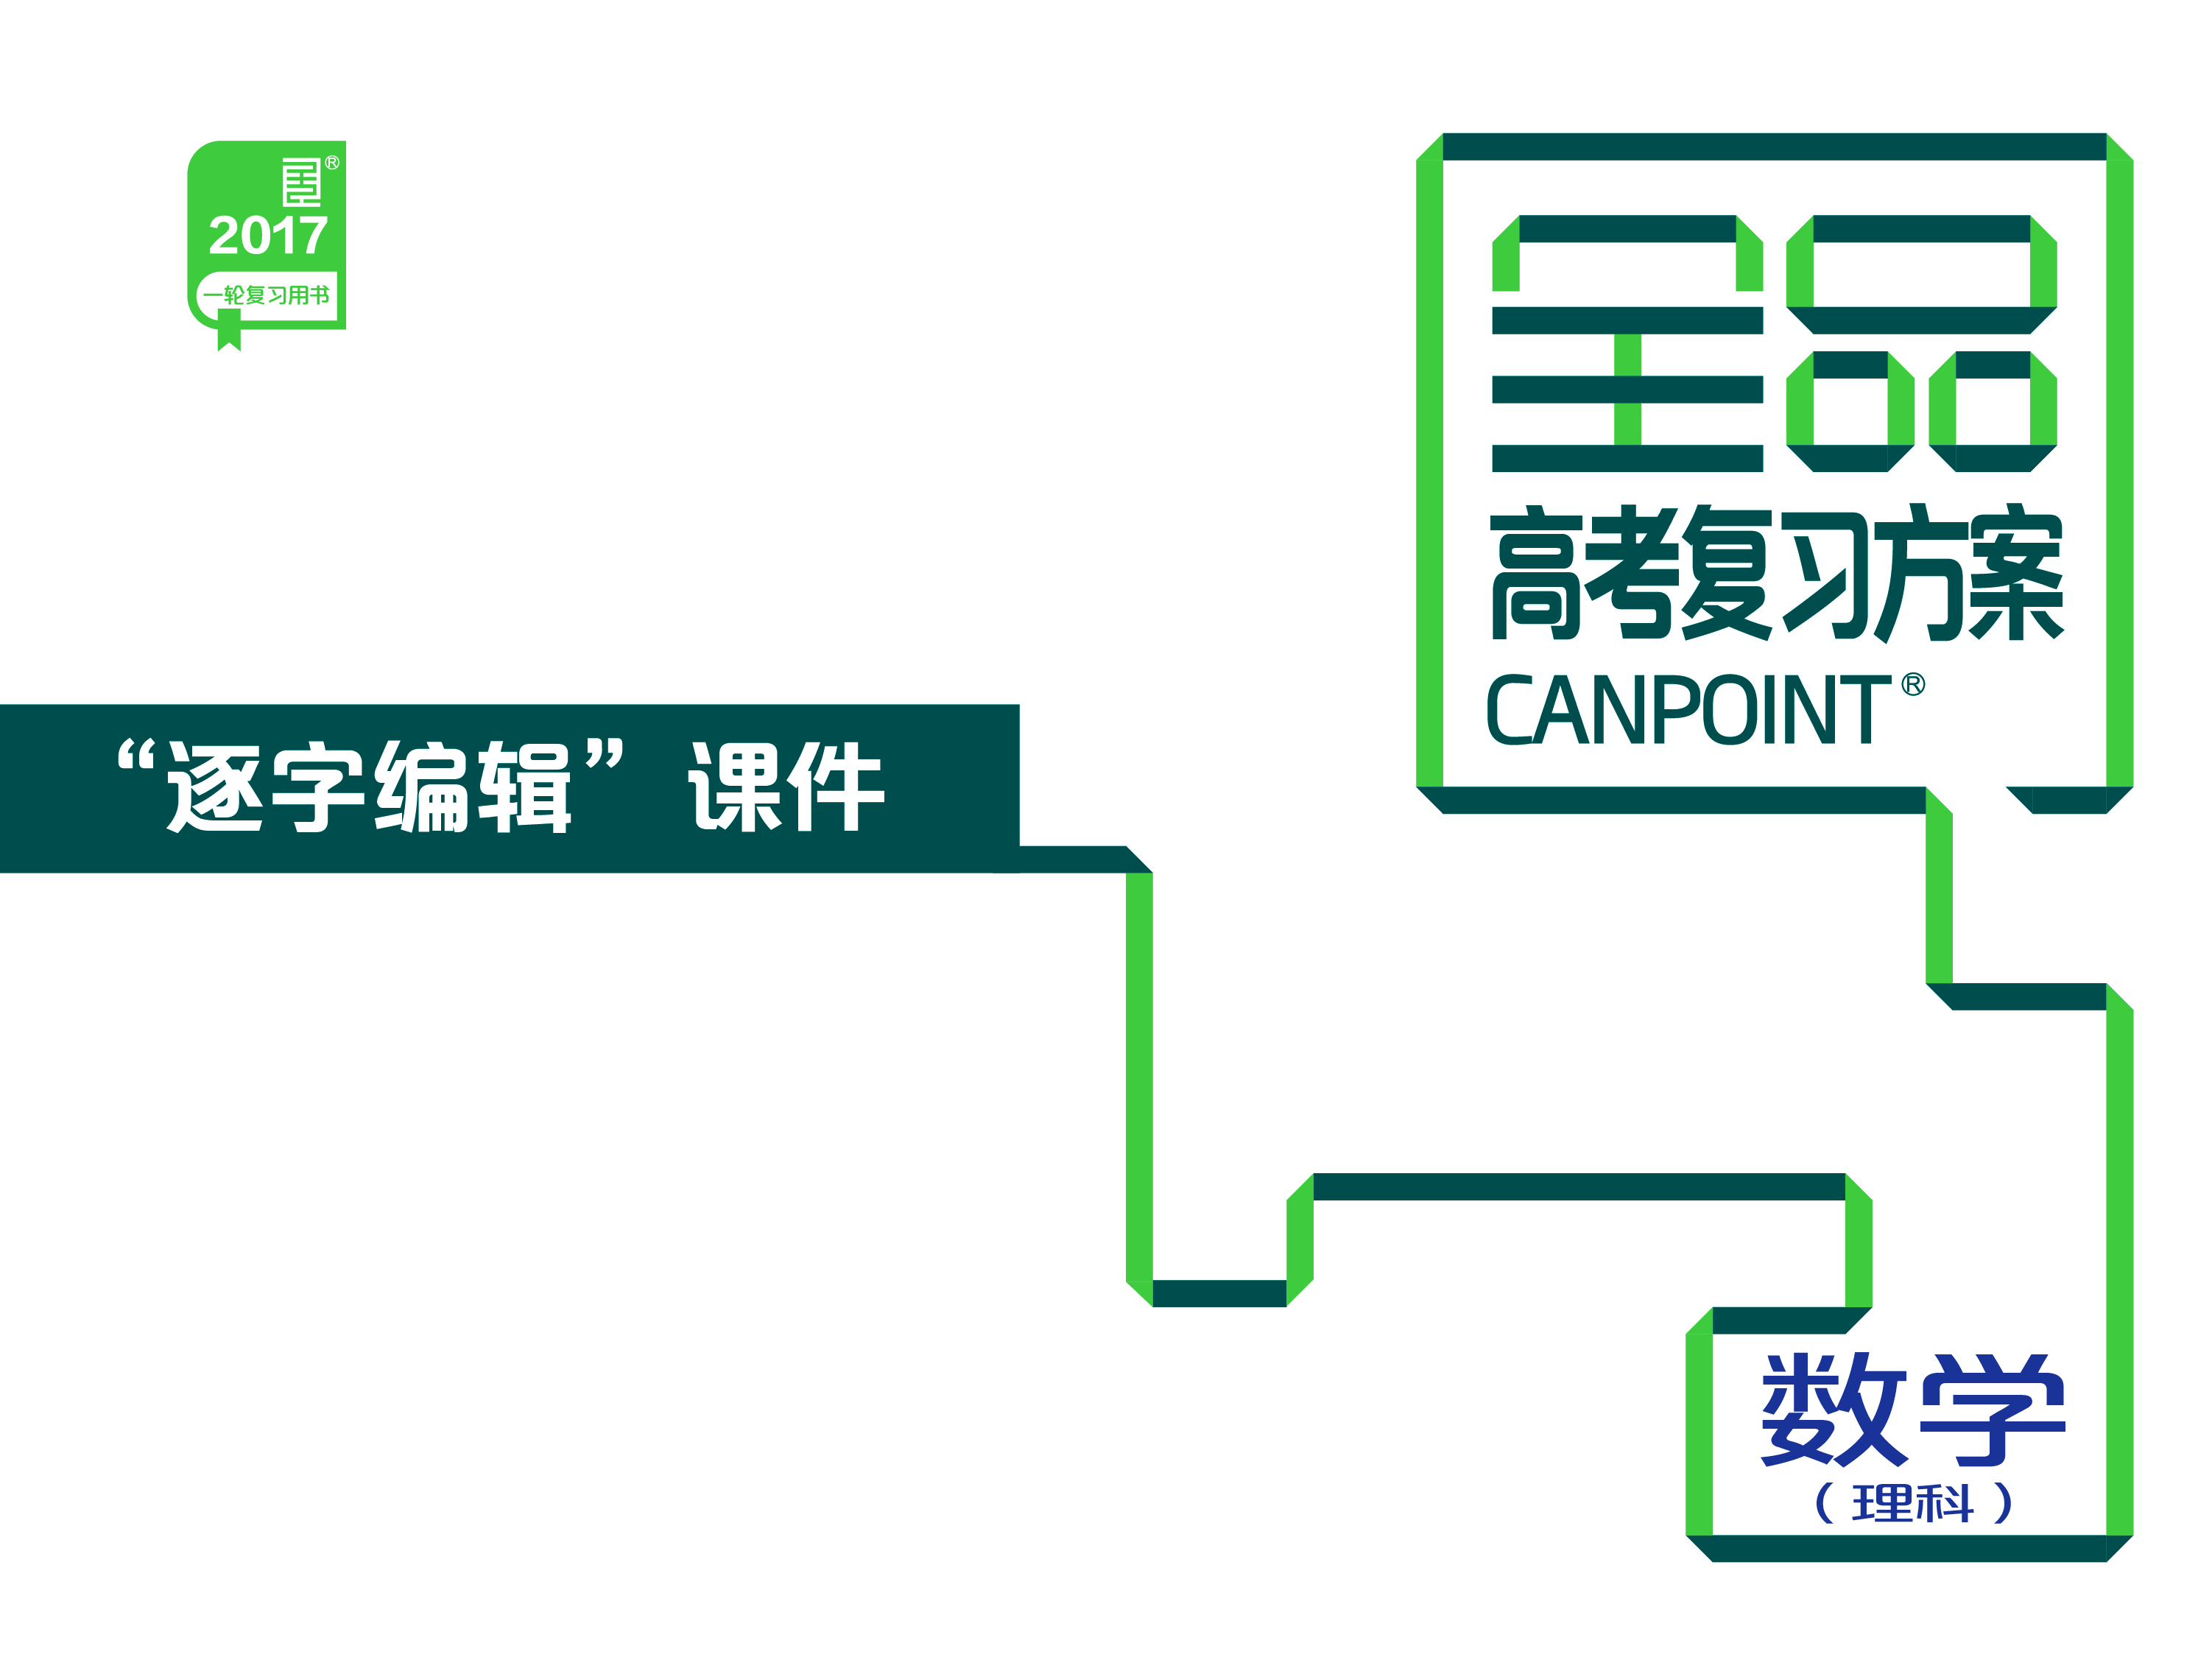 ®
2017
一轮复习用书
全品
高考复习方案
CANPOINT®
“逐字编辑” 课件
数学
（理科）